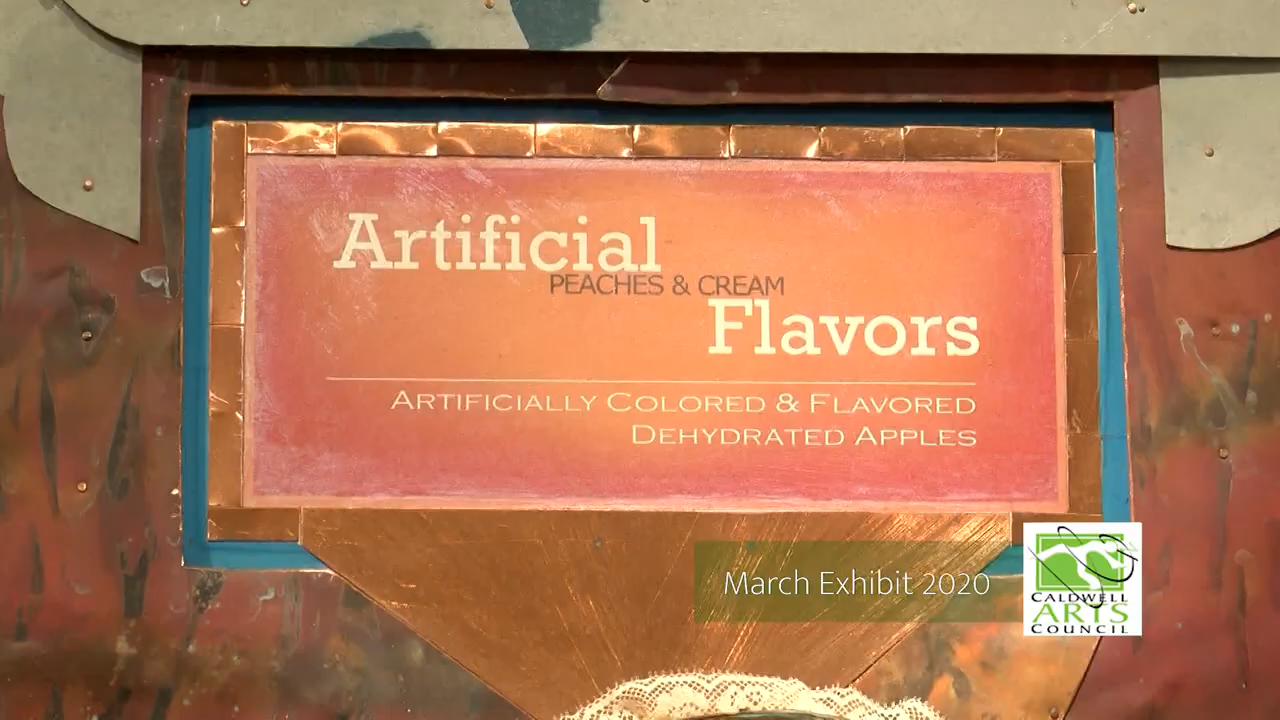 Artificial
PEACHES & CREAM
Flavors
ARTIFICIALLY COLORED & FLAVORED
DEHYDRATED APPLES
March Exhibit 2020
CALDWELL
ARTS
COUNCIL